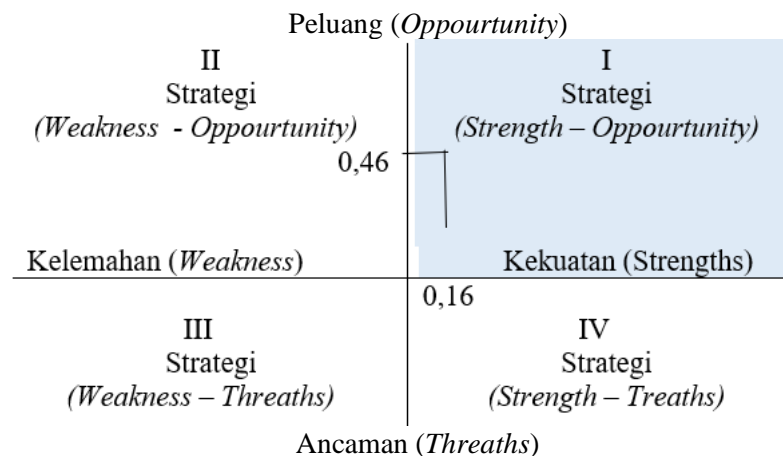 Peluang (Oppourtunity)
II
Strategi
(Weakness - Oppourtunity)
I
Strategi
(Strength – Oppourtunity)
0,46
Kelemahan (Weakness)
Kekuatan (Strengths)
0,16
III
Strategi
(Weakness – Threaths)
IV
Strategi
(Strength – Treaths)
Ancaman (Threaths)